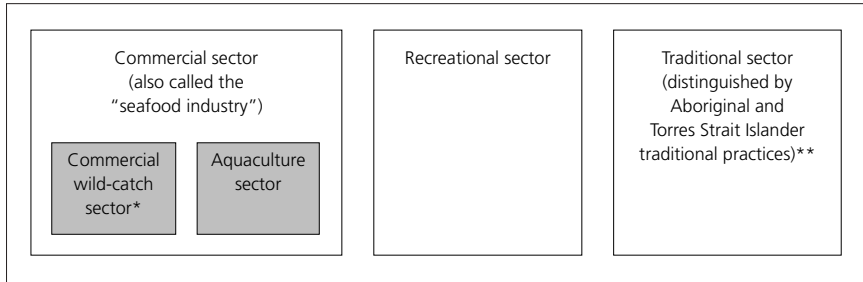 Commercial sector
(also called the
“seafood industry”)
Commercial
wild-catch
sector*
Aquaculture
sector
Recreational sector
Traditional sector
(distinguished by
Aboriginal and
Torres Strait Islander
traditional practices)**